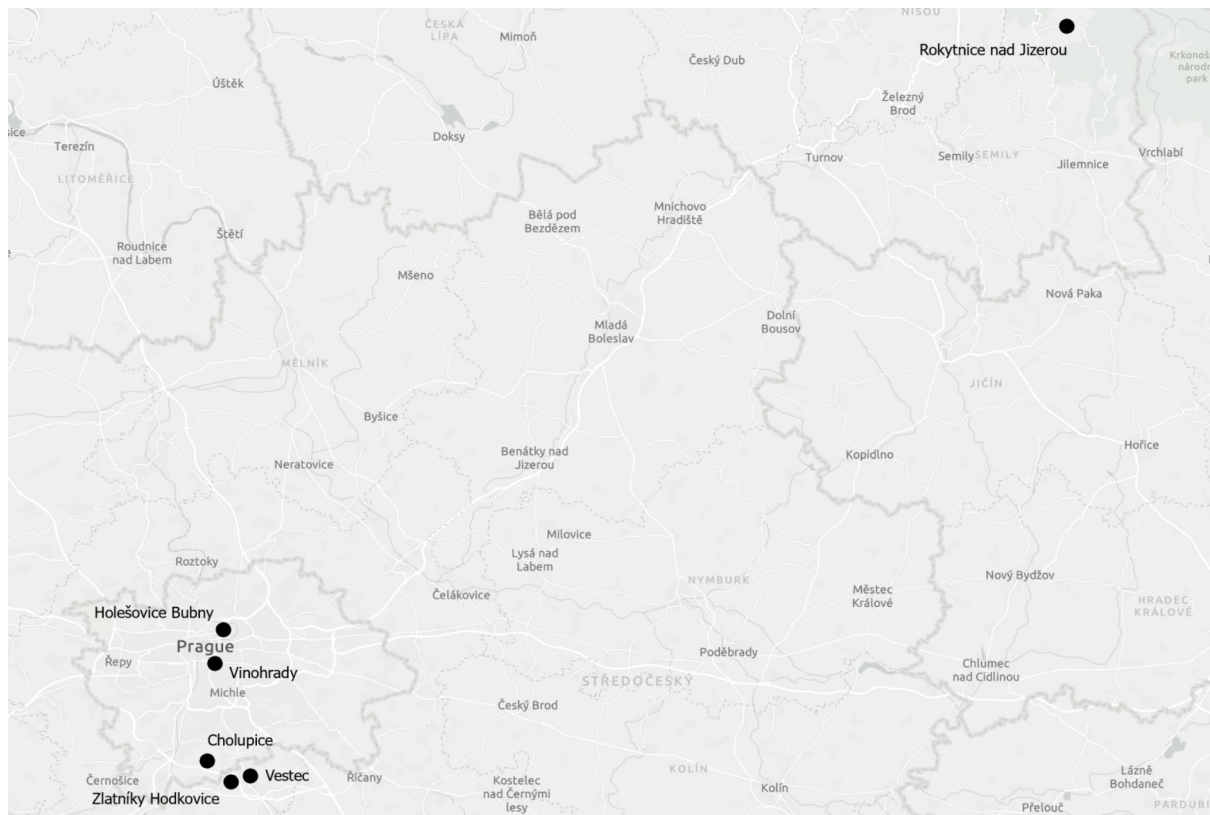 NISOU
ČESKÁ
LÍPA
Mimoň
Rokytnice nad Jizerou
Český Dub
Krkonoš
národn
park
Úštěk
Železný
Brod
sice
Terezín
Doksy
Turnov
Semily
SEMILY
Vrchlabí
Jilemnice
LITOMĚŘICE
Mnichovo
Hradiště
Bělá pod
Bezdězem
Štětí
Roudnice
nad Labem
Mšeno
Nová Paka
Dolní
Bousov
Mladá
Boleslav
MĚLNÍK
JIČÍN
Byšice
Hořice
Kopidlno
Benátky nad
Jizerou
Neratovice
Milovice
Lysá nad
Labem
Roztoky
Nový Bydžov
NYMBURK
Čelákovice
Městec
Králové
HRADEC
KRÁLOVÉ
Holešovice Bubny
Prague
Řepy
Vinohrady
Poděbrady
Chlumec
nad Cidlinou
STŘEDOČESKÝ
Michle
Český Brod
Cholupice
KOLÍN
Vestec
Říčany
Černošice
Zlatníky Hodkovice
Kostelec
nad Černými
lesy
Kolín
Lázně
Bohdaneč
Přelouč
PARDUBI